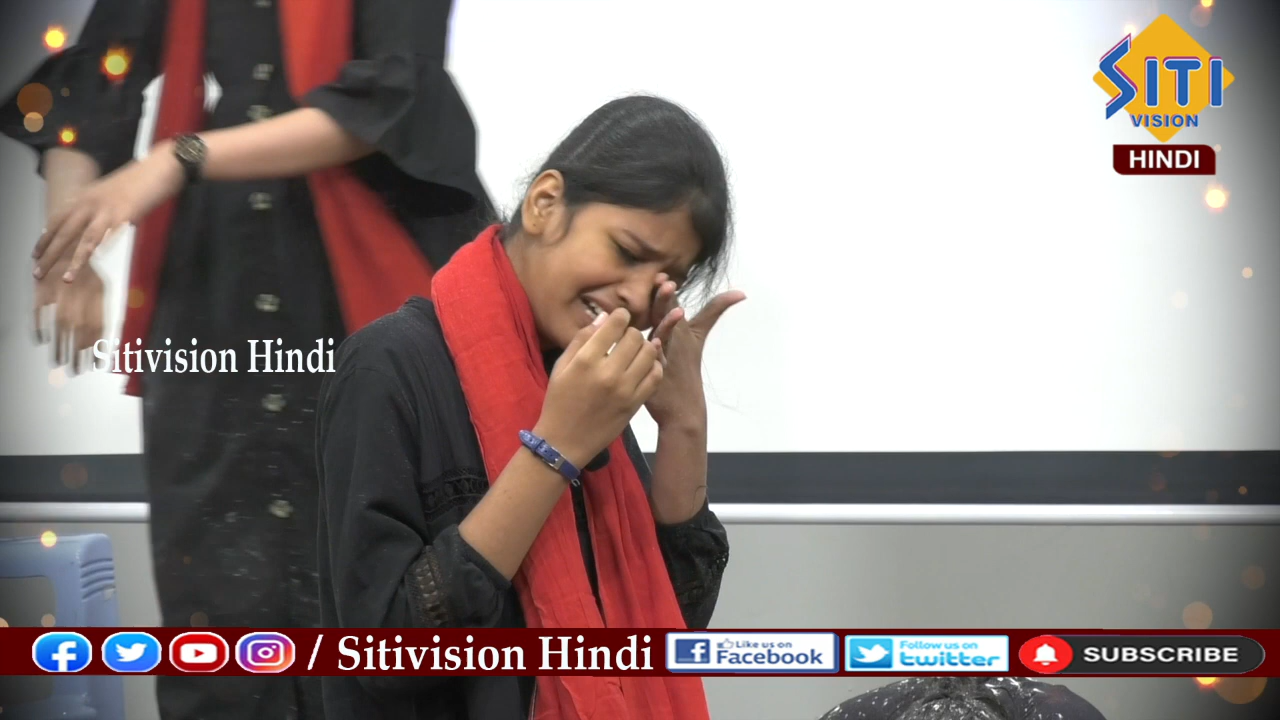 SITI
VISION
HINDI
Sitivision Hindi
/ Sitivision Hindi
Like us on
Facebook
Follow us on
twitter
SUBSCRIBE